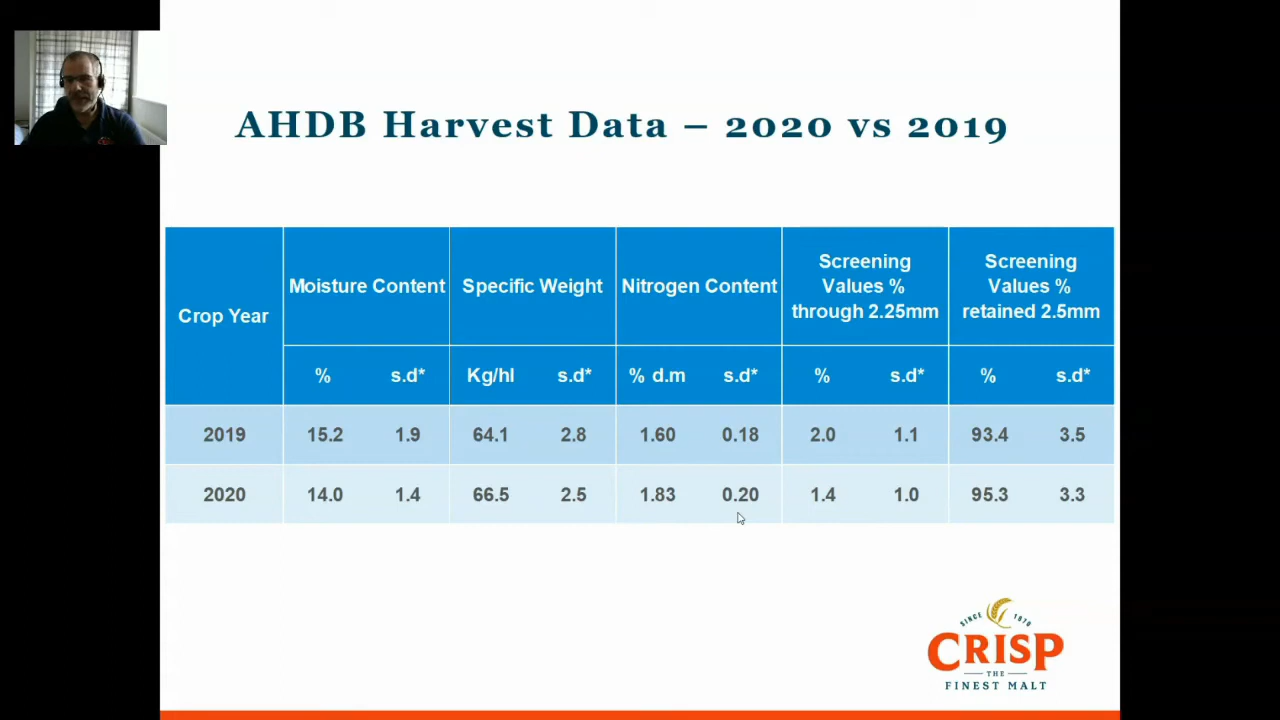 AHDB Harvest Data – 2020 vs 2019
Crop Year
Moisture Content
Specific Weight
Nitrogen Content
Screening
Values %
through 2.25mm
Screening
Values %
retained 2.5mm
% s.d* Kg/hl s.d* % d.m s.d* % s.d* % s.d*
2019 15.2 1.9 64.1 2.8 1.60 0.18 2.0 1.1 93.4 3.5
2020 14.0 1.4 66.5 2.5 1.83 0.20 1.4 1.0 95.3 3.3
SINCE 1870
CRISP
THE
FINEST MALT